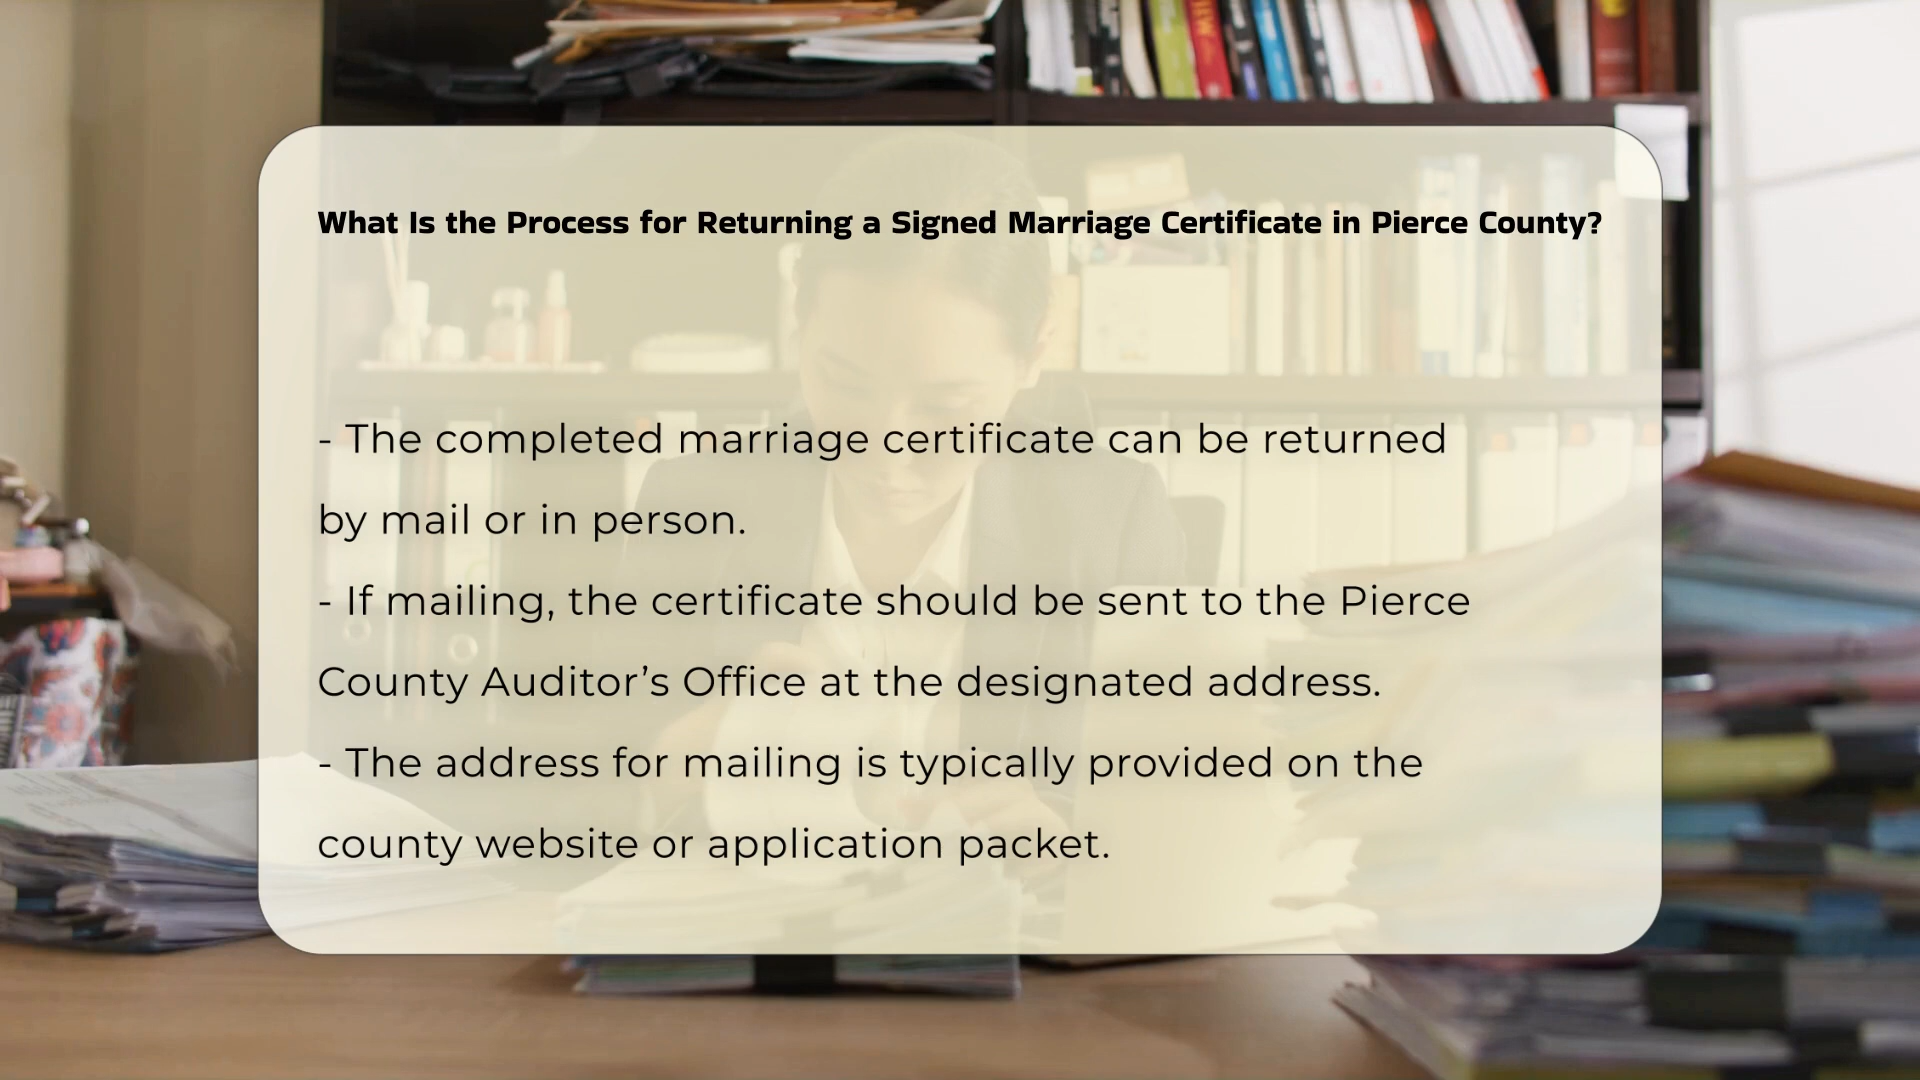 What Is the Process for Returning a Signed Marriage Certificate in Pierce County?
- The completed marriage certificate can be returned
by mail or in person.
- If mailing, the certificate should be sent to the Pierce
County Auditor’s Office at the designated address.
- The address for mailing is typically provided on the
county website or application packet.